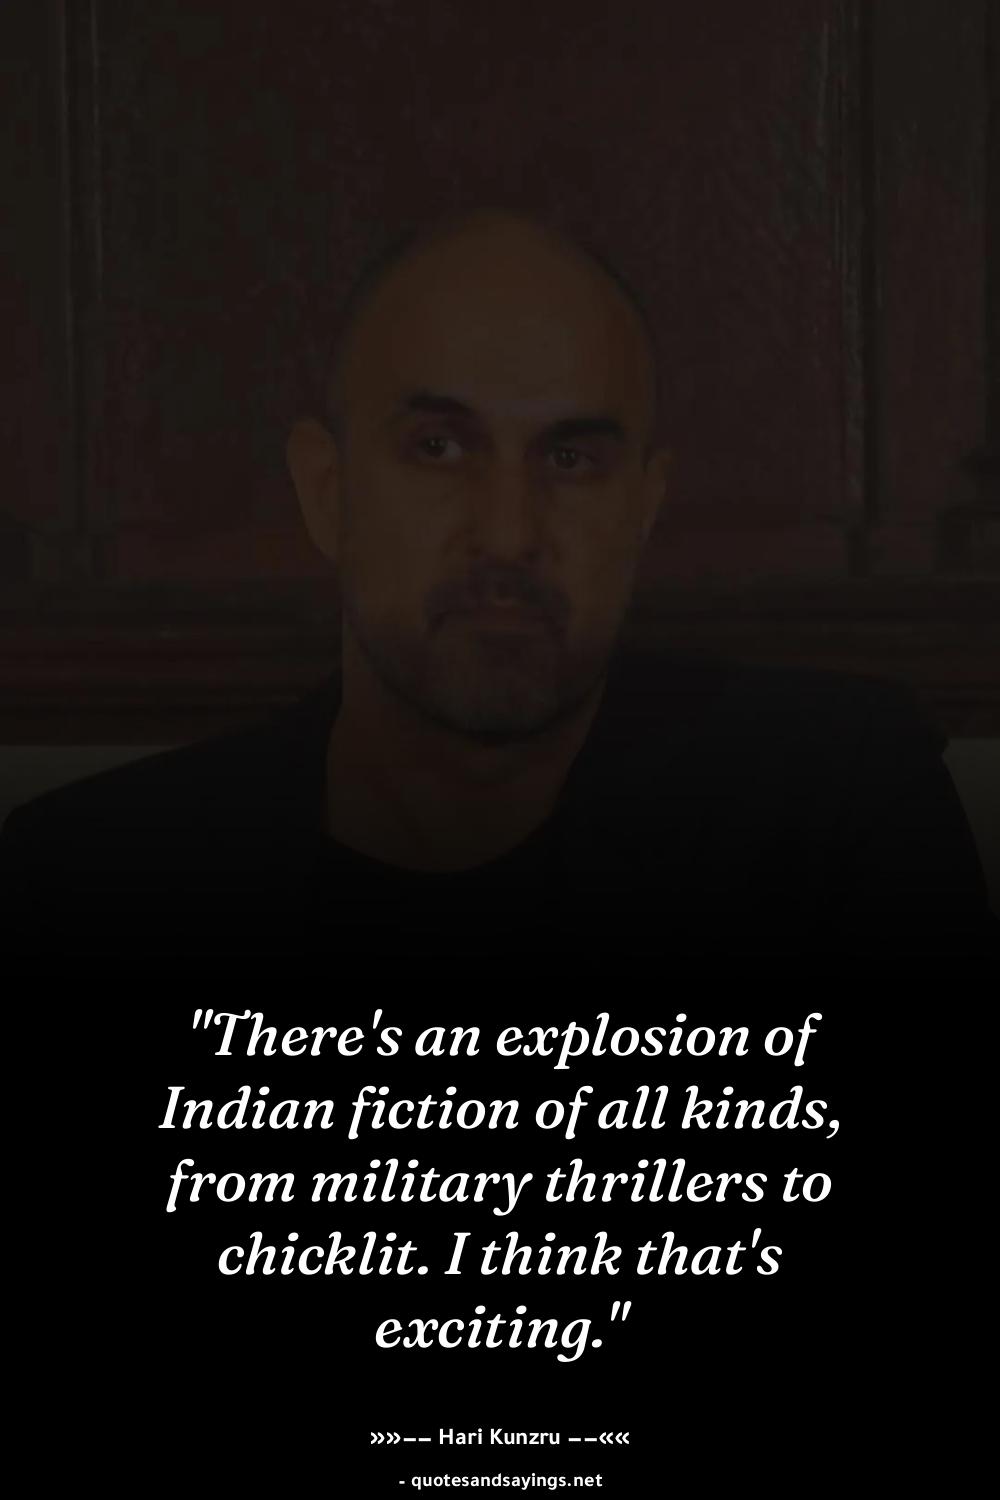 "There's an explosion of
Indian fiction of all kinds,
from military thrillers to
chicklit. I think that's
exciting."
»»−− Hari Kunzru −−««
- quotesandsayings.net